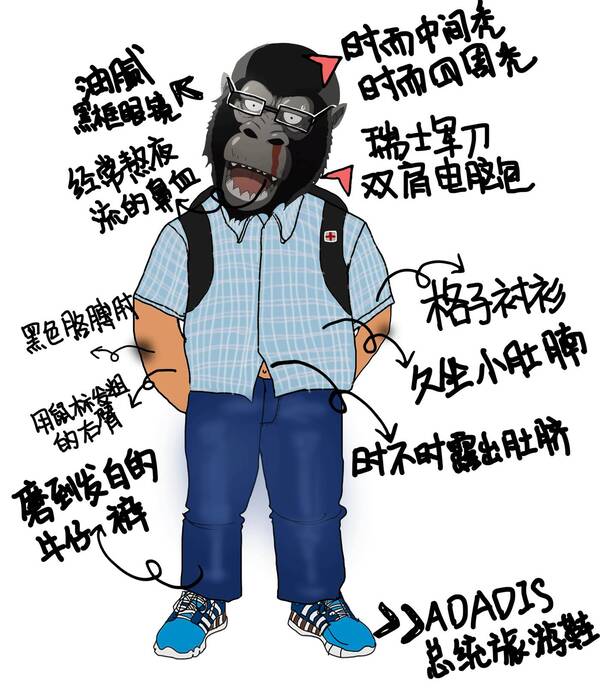 时而中间秃
时而四周光
油腻
黑框眼镜
瑞士军刀
双肩电脑包
经常熬夜
流的鼻血
格子衬衫
黑色胳膊肘
久坐小肚腩
用鼠标发粗
的右臂
时不时露出肚脐
磨到发白的
牛仔裤
ADADIS
总统旅游鞋